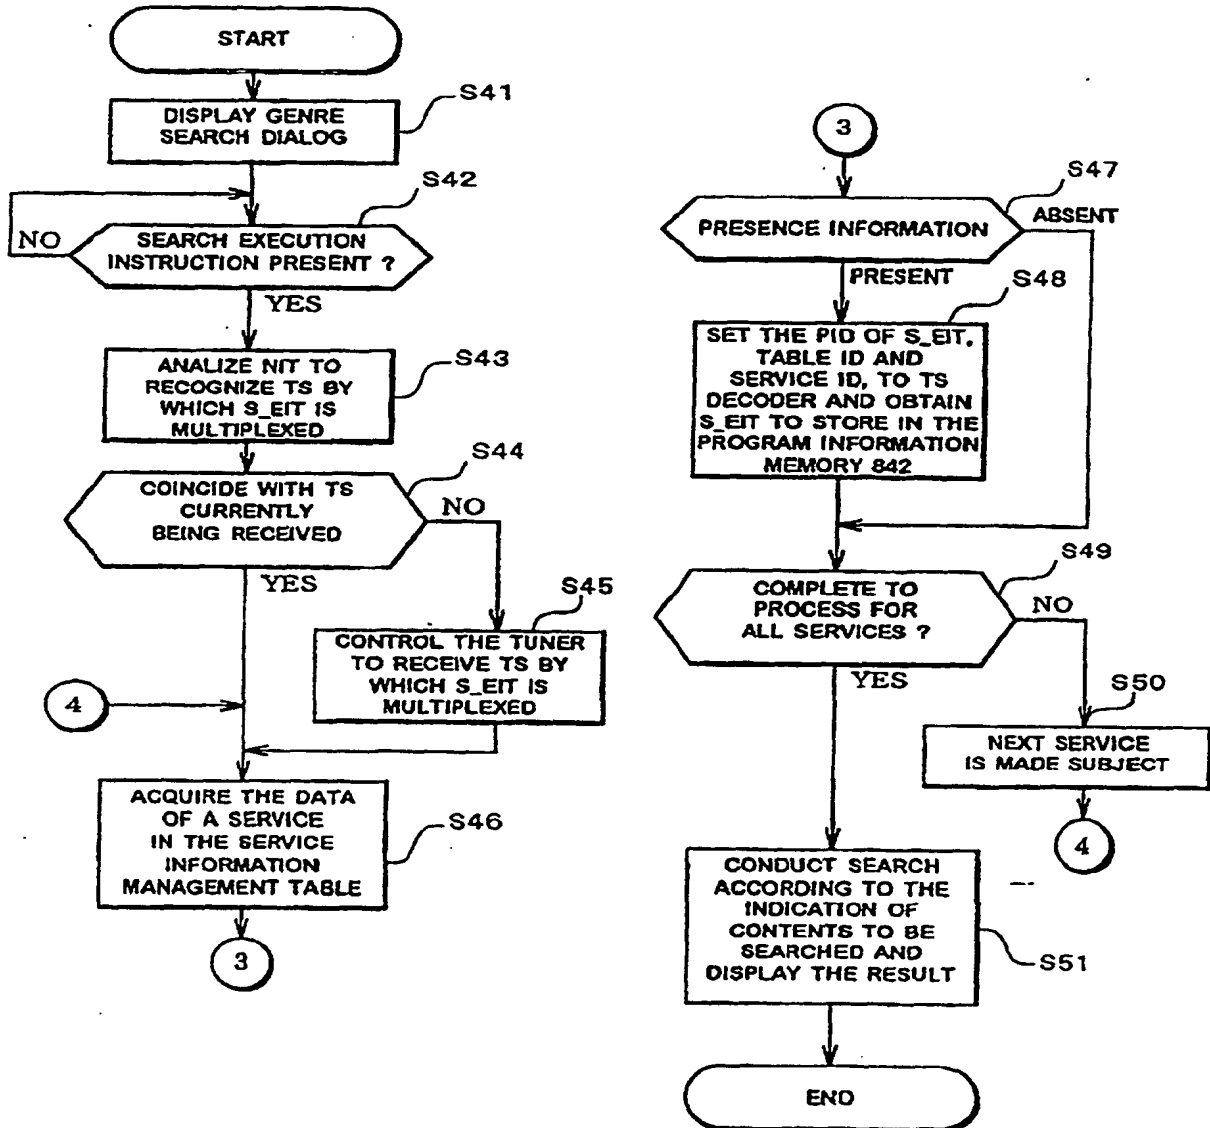 START
S41
DISPLAY GENRE
SEARCH DIALOG
S42
NO
SEARCH EXECUTION
INSTRUCTION PRESENT ?
YES
S43
ANALIZE NIT TO
RECOGNIZE TS BY
WHICH S_EIT IS
MULTIPLEXED
S44
COINCIDE WITH TS
CURRENTLY
BEING RECEIVED
NO
YES
S45
CONTROL THE TUNER
TO RECEIVE TS BY
WHICH S_EIT IS
MULTIPLEXED
4
ACQUIRE THE DATA
OF A SERVICE
IN THE SERVICE
INFORMATION
MANAGEMENT TABLE
S46
3
3
S47
PRESENCE INFORMATION
ABSENT
PRESENT
S48
SET THE PID OF S_EIT,
TABLE ID AND
SERVICE ID, TO TS
DECODER AND OBTAIN
S_EIT TO STORE IN THE
PROGRAM INFORMATION
MEMORY 842
S49
COMPLETE TO
PROCESS FOR
ALL SERVICES ?
NO
YES
S50
NEXT SERVICE
IS MADE SUBJECT
4
CONDUCT SEARCH
ACCORDING TO THE
INDICATION OF
CONTENTS TO BE
SEARCHED AND
DISPLAY THE RESULT
S51
END